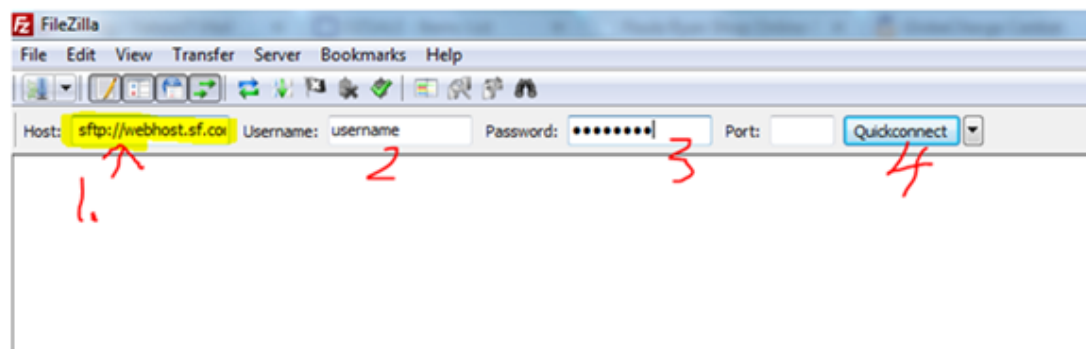 FileZilla
File Edit View Transfer Server Bookmarks Help
Host: sftp://webhost.sf.co Username: username Password: ●●●●●●●● Port: Quickconnect
1. 2 3 4